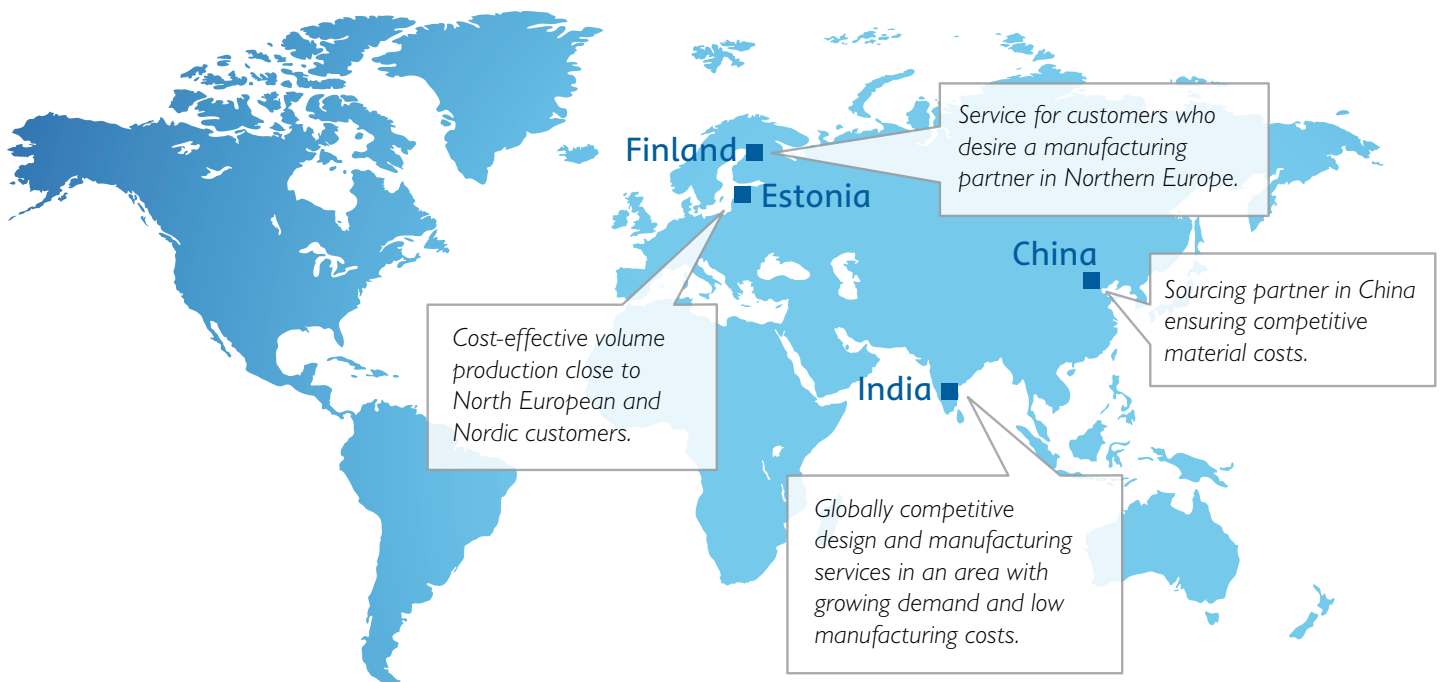 Finland
Service for customers who
desire a manufacturing
partner in Northern Europe.
Estonia
China
Sourcing partner in China
ensuring competitive
material costs.
Cost-effective volume
production close to
North European and
Nordic customers.
India
Globally competitive
design and manufacturing
services in an area with
growing demand and low
manufacturing costs.